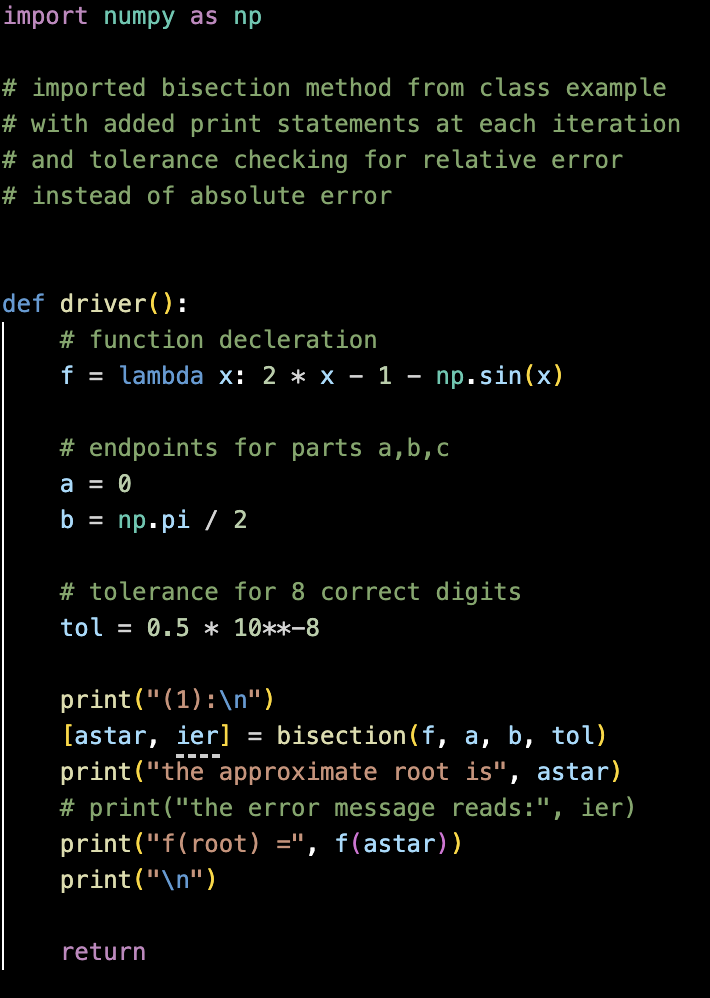 import numpy as np
# imported bisection method from class example
# with added print statements at each iteration
# and tolerance checking for relative error
# instead of absolute error
def driver():
    # function decleration
    f = lambda x: 2 * x - 1 - np.sin(x)
    # endpoints for parts a,b,c
    a = 0
    b = np.pi / 2
    # tolerance for 8 correct digits
    tol = 0.5 * 10**-8
    print("(1):\n")
    [astar, ier] = bisection(f, a, b, tol)
    print("the approximate root is", astar)
    # print("the error message reads:", ier)
    print("f(root) =", f(astar))
    print("\n")
    return